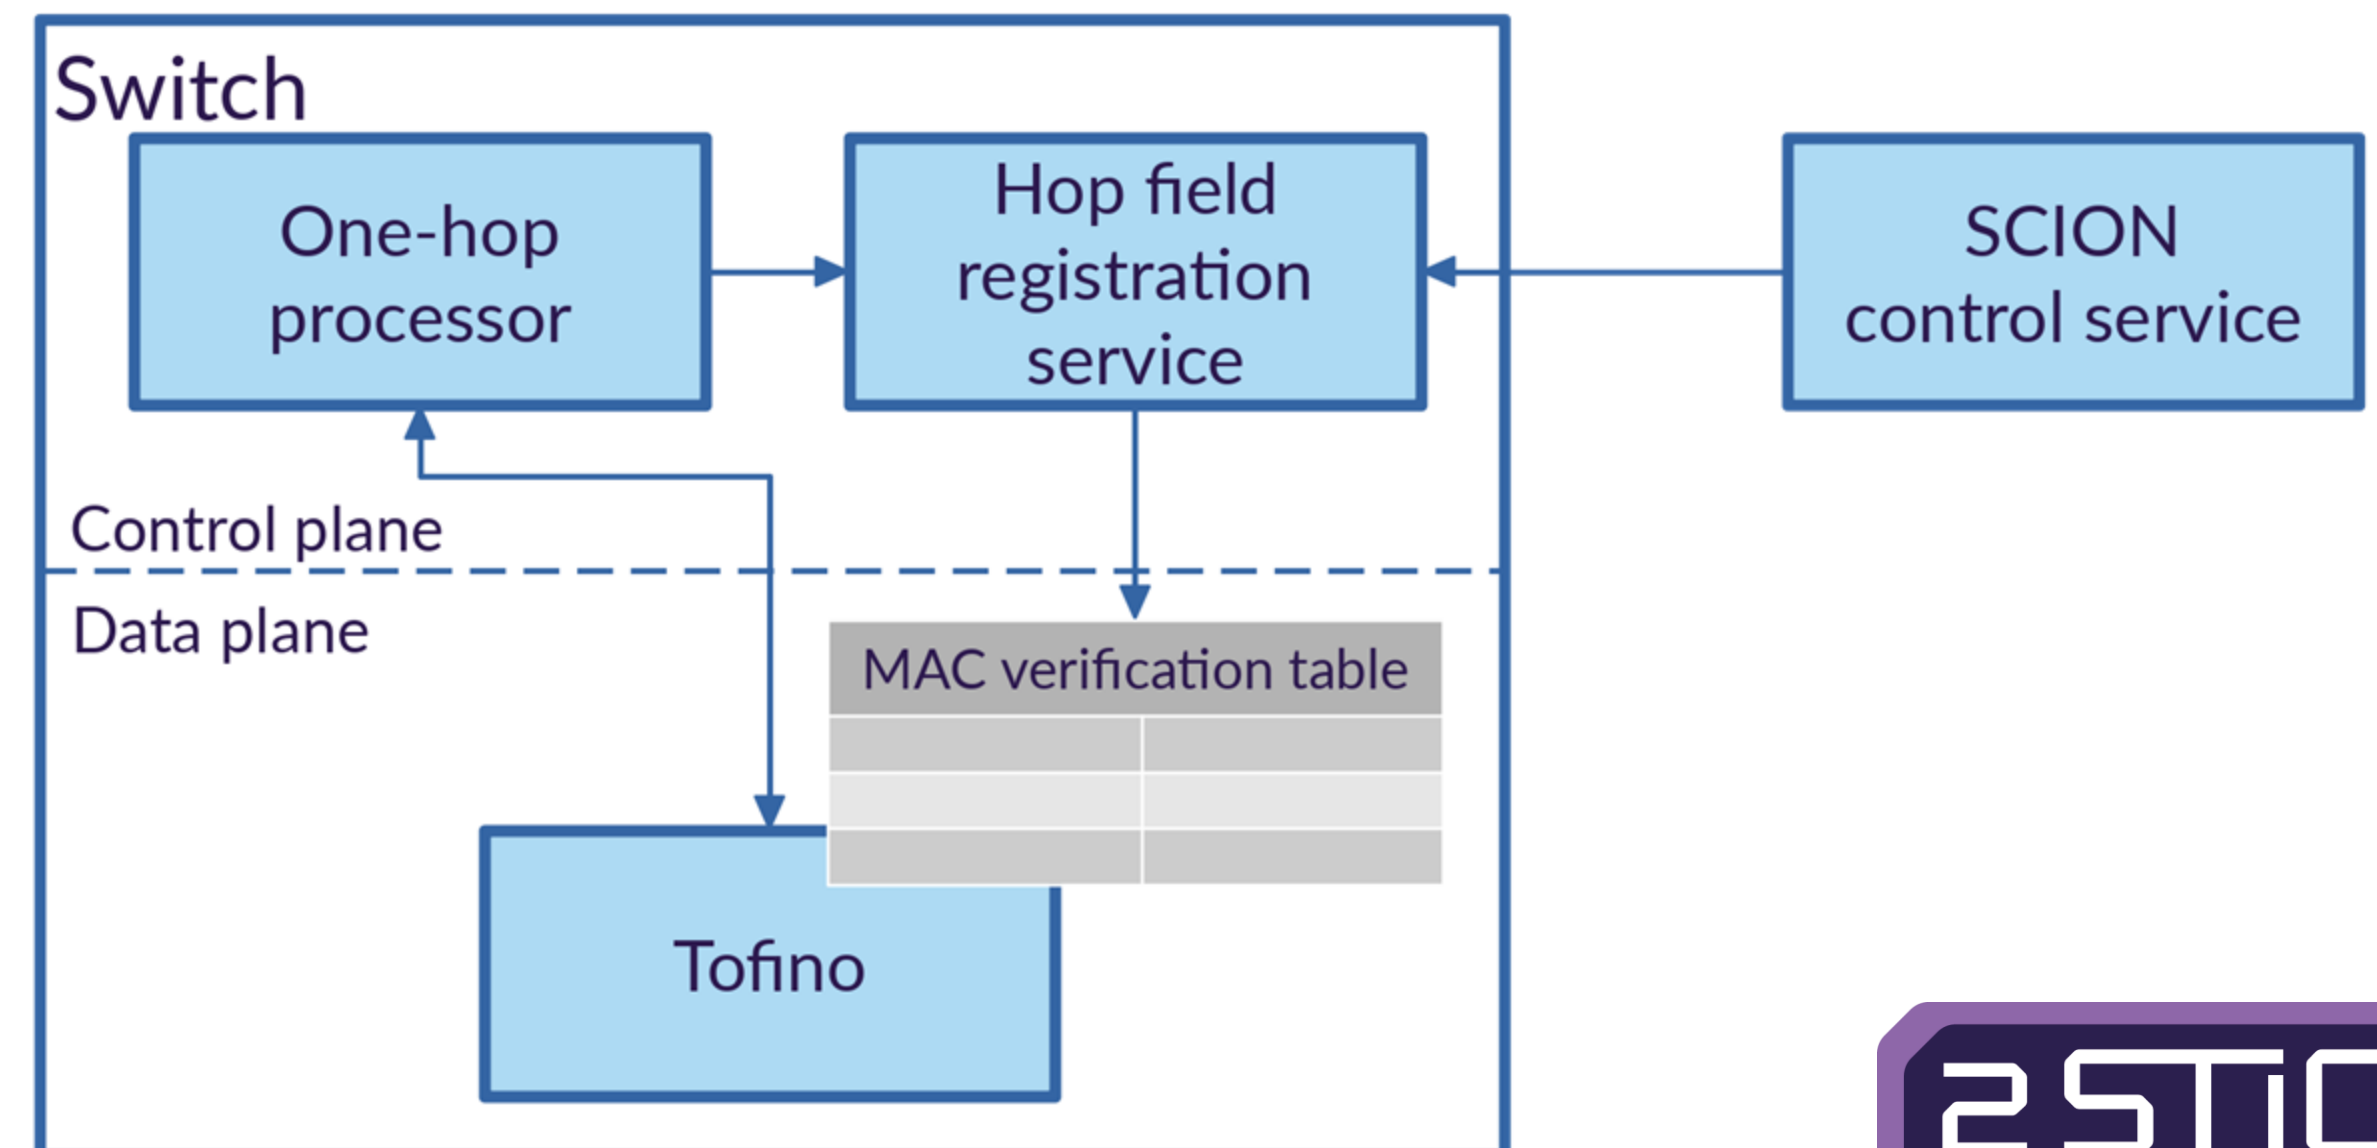 Switch
One-hop
processor
Hop field
registration
service
SCION
control service
Control plane
Data plane
MAC verification table
Tofino
2STiC